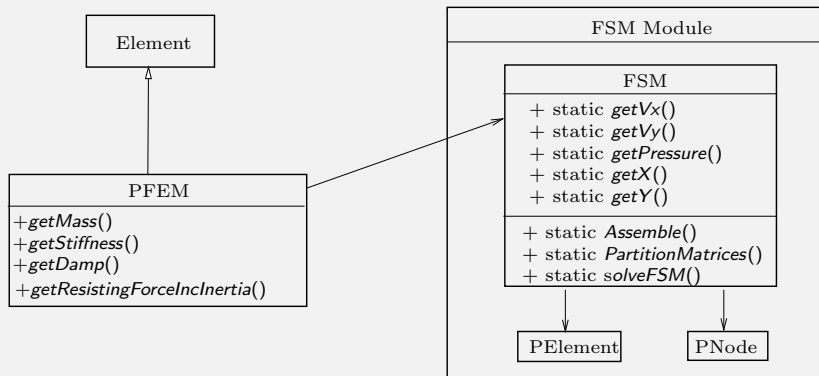 Element
PFEM
+getMass()
+getStiffness()
+getDamp()
+getResistingForceIncInertia()
FSM Module
FSM
+ static getVx()
+ static getVy()
+ static getPressure()
+ static getX()
+ static getY()
+ static Assemble()
+ static PartitionMatrices()
+ static solveFSM()
PElement
PNode